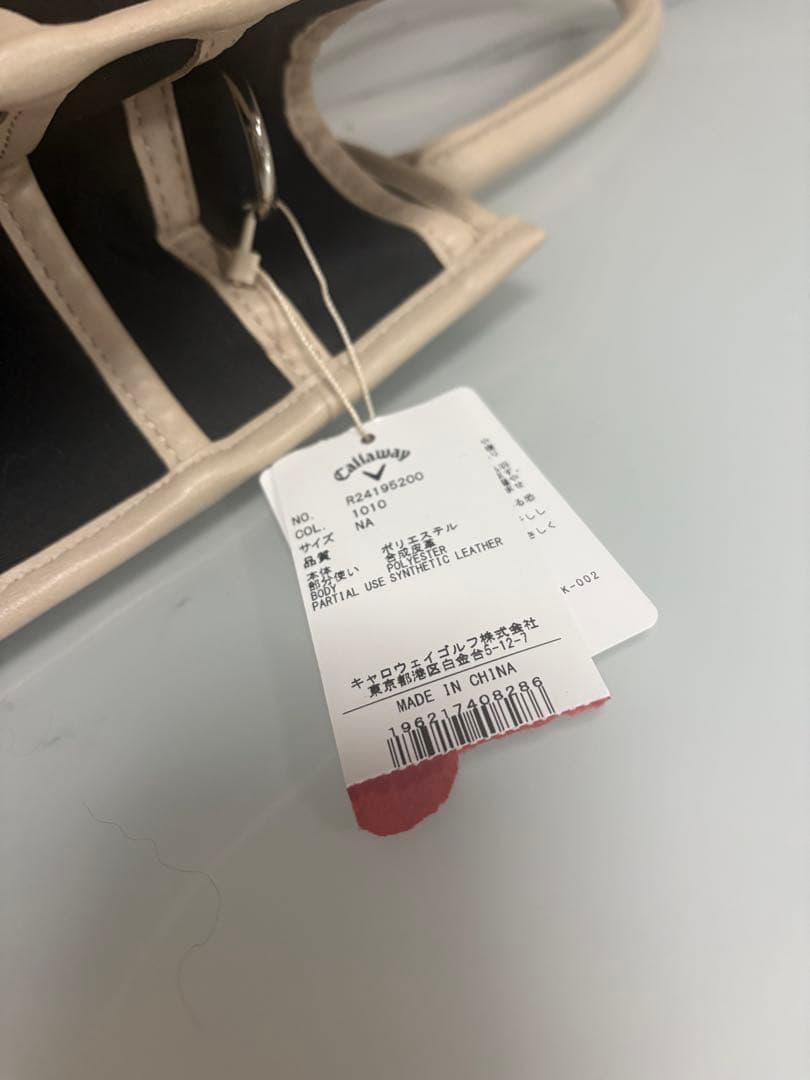 Callaway
NO. R24195200
COL. 1010
サイズ NA
品質
本体 ポリエステル
部分使い 合成皮革
BODY POLYESTER
PARTIAL USE SYNTHETIC LEATHER
キャロウェイゴルフ株式会社
東京都港区白金台5-12-7
MADE IN CHINA
196217408286
K-002